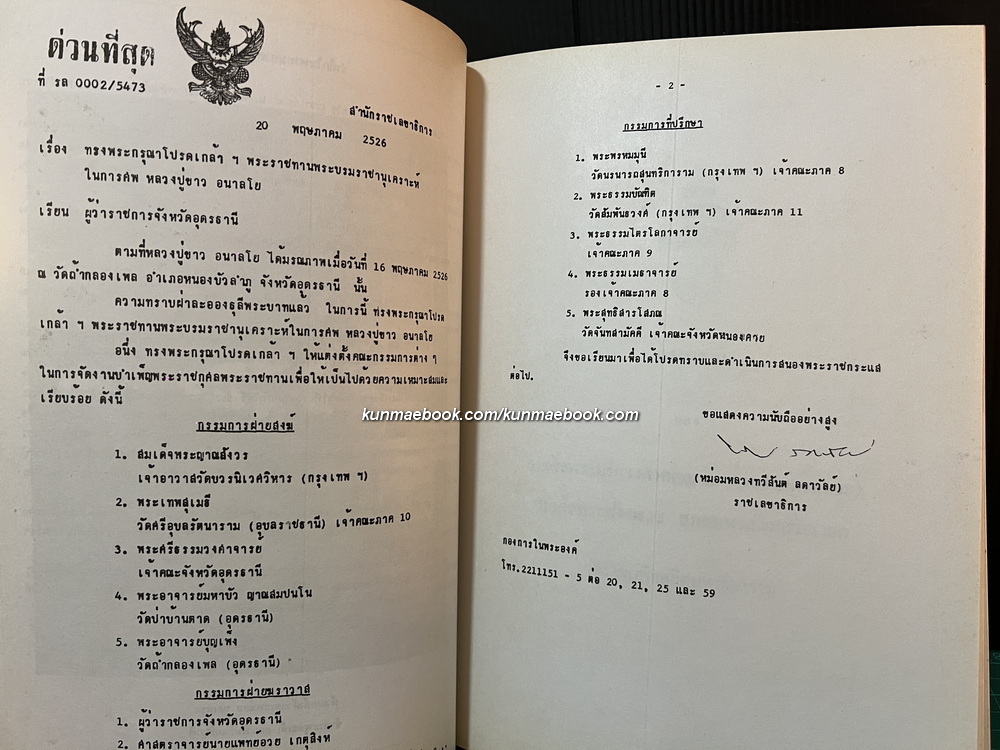 ด่วนที่สุด
ที่ รล 0002/5473
สำนักราชเลขาธิการ
20 พฤษภาคม 2526
เรื่อง ทรงพระกรุณาโปรดเกล้า ฯ พระราชทานพระบรมราชานุเคราะห์
ในการศพ หลวงปู่ขาว อนาลโย
เรียน ผู้ว่าราชการจังหวัดอุดรธานี
ตามที่หลวงปู่ขาว อนาลโย ได้มรณภาพเมื่อวันที่ 16 พฤษภาคม 2526
ณ วัดถ้ำกลองเพล อำเภอหนองบัวลำภู จังหวัดอุดรธานี นั้น
ความทราบฝ่าละอองธุลีพระบาทแล้ว ในการนี้ ทรงพระกรุณาโปรด
เกล้า ฯ พระราชทานพระบรมราชานุเคราะห์ในการศพ หลวงปู่ขาว อนาลโย
อนึ่ง ทรงพระกรุณาโปรดเกล้า ฯ ให้แต่งตั้งคณะกรรมการต่าง ๆ
ในการจัดงานบำเพ็ญพระราชกุศลพระราชทานเพื่อให้เป็นไปด้วยความเหมาะสมและ
เรียบร้อย ดังนี้
กรรมการฝ่ายสงฆ์
1. สมเด็จพระญาณสังวร
เจ้าอาวาสวัดบวรนิเวศวิหาร (กรุงเทพ ฯ)
2. พระเทพสุเมธี
วัดศรีอุบลรัตนาราม (อุบลราชธานี) เจ้าคณะภาค 10
3. พระศรีธรรมวงศาจารย์
เจ้าคณะจังหวัดอุดรธานี
4. พระอาจารย์มหาบัว ญาณสมปนโน
วัดป่าบ้านตาด (อุดรธานี)
5. พระอาจารย์บุญเพ็ง
วัดถ้ำกลองเพล (อุดรธานี)
กรรมการฝ่ายฆราวาส
1. ผู้ว่าราชการจังหวัดอุดรธานี
2. ศาสตราจารย์นายแพทย์อวย เกตุสิงห์
- 2 -
กรรมการที่ปรึกษา
1. พระพรหมมุนี
วัดนรนารถสุนทริการาม (กรุงเทพ ฯ) เจ้าคณะภาค 8
2. พระธรรมบัณฑิต
วัดสัมพันธวงศ์ (กรุงเทพ ฯ) เจ้าคณะภาค 11
3. พระธรรมไตรโลกาจารย์
เจ้าคณะภาค 9
4. พระธรรมเมธาจารย์
รองเจ้าคณะภาค 8
5. พระสุทธิสารโสภณ
วัดจันทสามัคคี เจ้าคณะจังหวัดหนองคาย
จึงขอเรียนมาเพื่อได้โปรดทราบและดำเนินการสนองพระราชกระแส
ต่อไป.
kunmaebook.com/kunmaebook.com
ขอแสดงความนับถืออย่างสูง
(หม่อมหลวงทวีสันต์ ลดาวัลย์)
ราชเลขาธิการ
กองการในพระองค์
โทร.2211151 - 5 ต่อ 20, 21, 25 และ 59